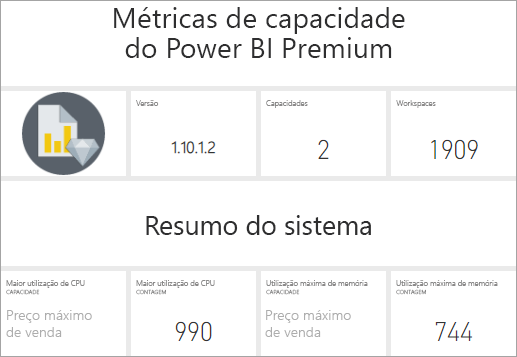 Métricas de capacidade
do Power BI Premium
Versão
1.10.1.2
Capacidades
2
Workspaces
1909
Resumo do sistema
Maior utilização de CPU
CAPACIDADE
Preço máximo
de venda
Maior utilização de CPU
CONTAGEM
990
Utilização máxima de memória
CAPACIDADE
Preço máximo
de venda
Utilização máxima de memória
CONTAGEM
744